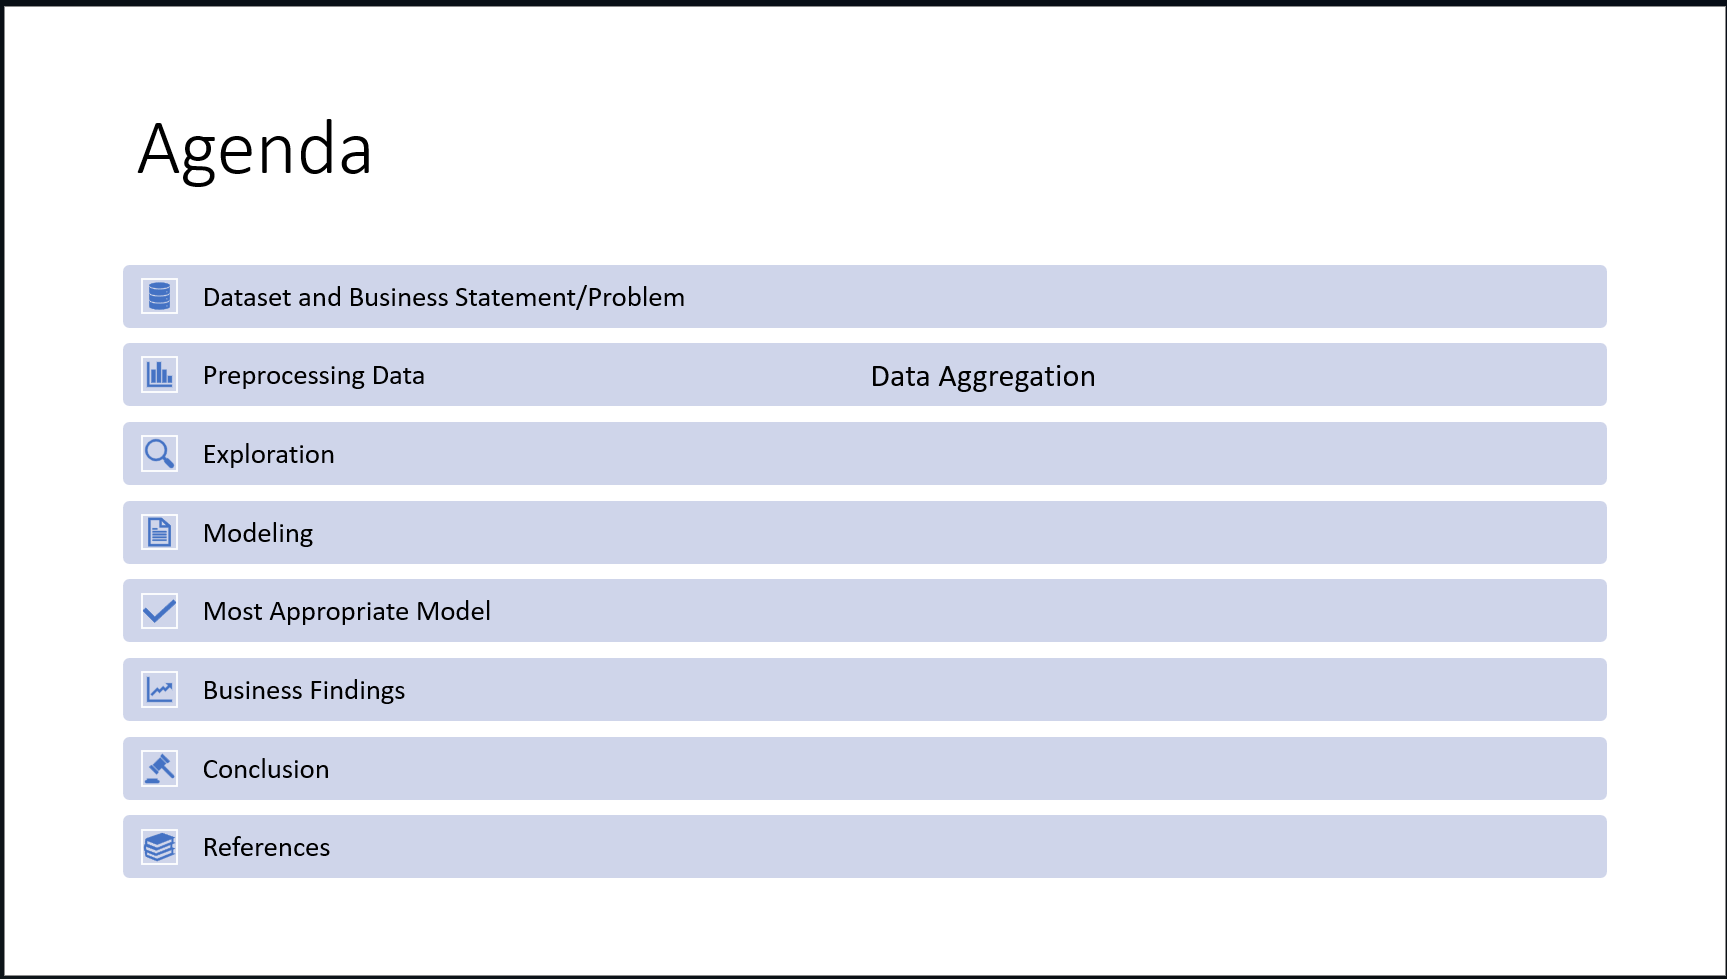 Agenda
Dataset and Business Statement/Problem
Preprocessing Data
Data Aggregation
Exploration
Modeling
Most Appropriate Model
Business Findings
Conclusion
References